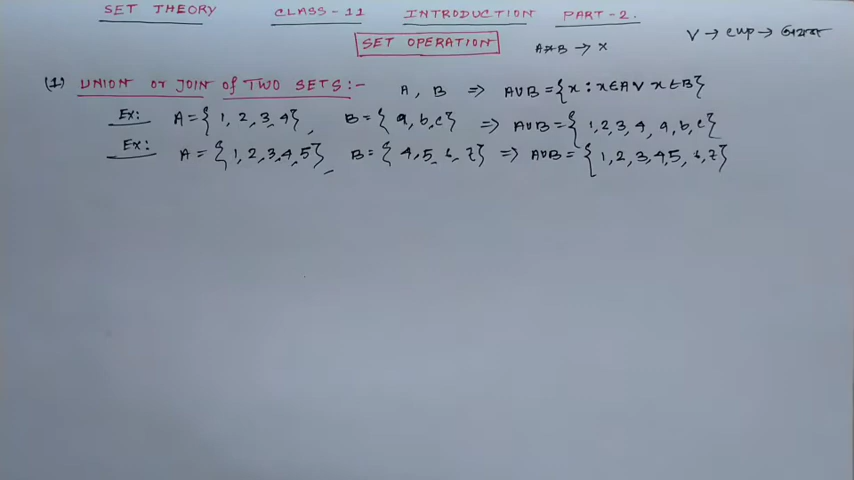 SET THEORY CLASS-11 INTRODUCTION PART-2.
SET OPERATION
A*B → x
V → cup →
(1) UNION or JOIN of TWO SETS:- A, B ⇒ A∪B = {x : x∈A V x∈B}
Ex: A = {1, 2, 3, 4}, B = {a, b, c} ⇒ A∪B = {1, 2, 3, 4, a, b, c}
Ex: A = {1, 2, 3, 4, 5}, B = {4, 5, 6, 7} ⇒ A∪B = {1, 2, 3, 4, 5, 6, 7}